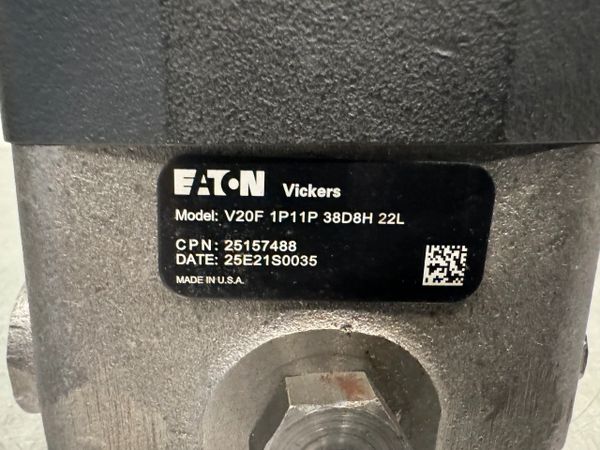 EATON Vickers
Model: V20F 1P11P 38D8H 22L
CPN: 25157488
DATE: 25E21S0035
MADE IN U.S.A.